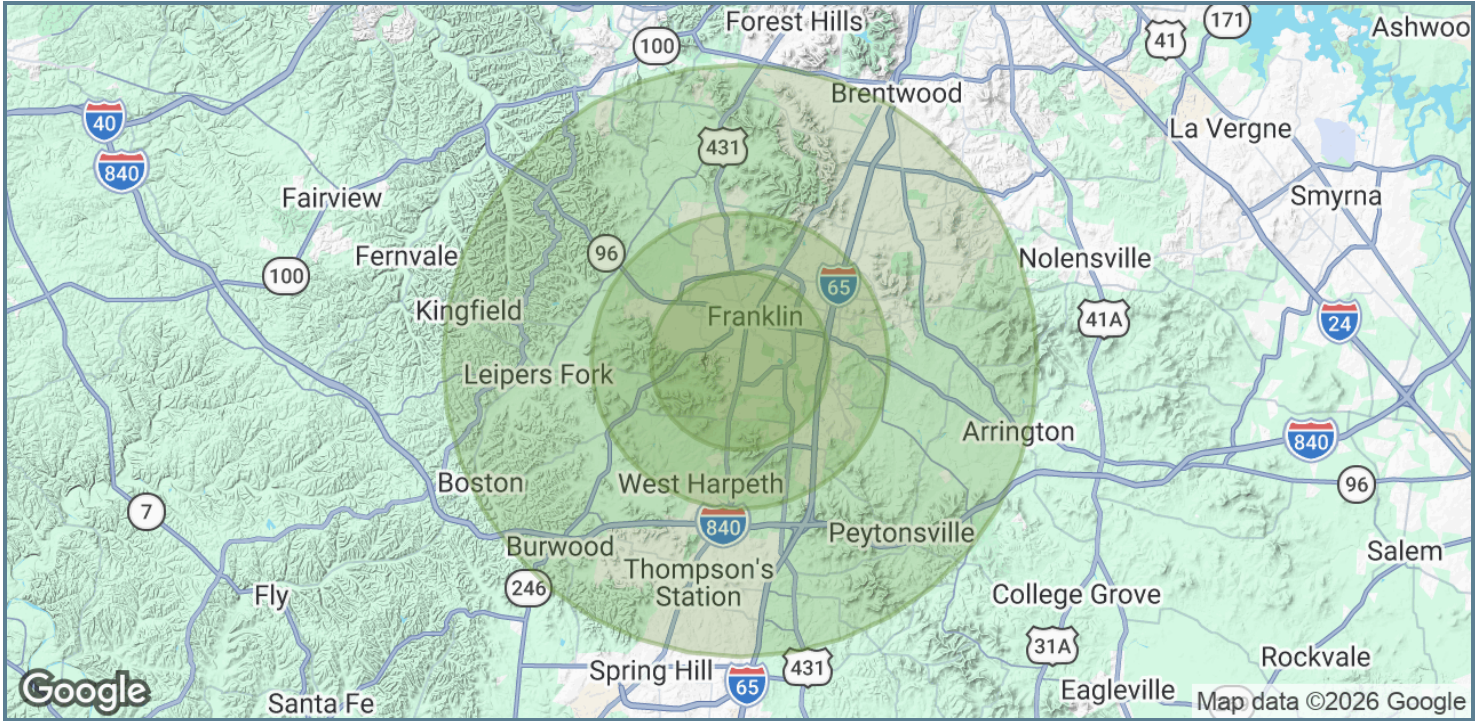 Forest Hills
171
Ashwoo
100
41
Brentwood
40
La Vergne
431
840
Smyrna
Fairview
96
Fernvale
Nolensville
100
65
Kingfield
Franklin
41A
24
Leipers Fork
Arrington
840
Boston
West Harpeth
96
7
840
Peytonsville
Burwood
Salem
Thompson's
Station
246
Fly
College Grove
31A
Rockvale
Spring Hill
431
65
Eagleville
Google
Santa Fe
Map data ©2026 Google